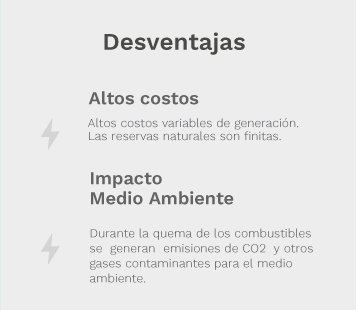 Desventajas
Altos costos
Altos costos variables de generación.
Las reservas naturales son finitas.
Impacto
Medio Ambiente
Durante la quema de los combustibles
se generan emisiones de CO2 y otros
gases contaminantes para el medio
ambiente.